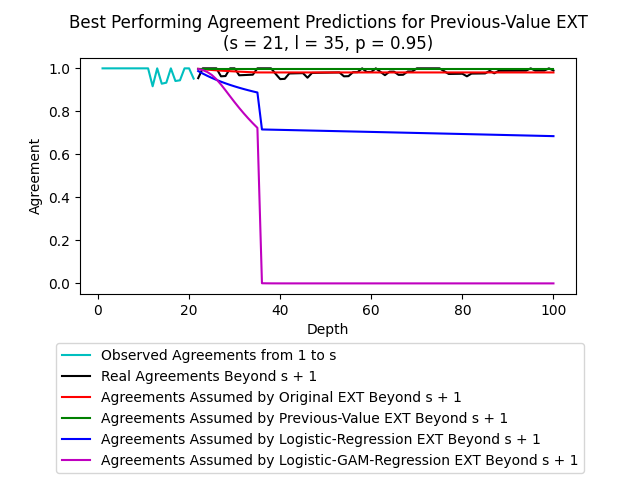 Best Performing Agreement Predictions for Previous-Value EXT
(s = 21, l = 35, p = 0.95)
1.0
0.8
0.6
0.4
0.2
0.0
Agreement
0 20 40 60 80 100
Depth
Observed Agreements from 1 to s
Real Agreements Beyond s + 1
Agreements Assumed by Original EXT Beyond s + 1
Agreements Assumed by Previous-Value EXT Beyond s + 1
Agreements Assumed by Logistic-Regression EXT Beyond s + 1
Agreements Assumed by Logistic-GAM-Regression EXT Beyond s + 1